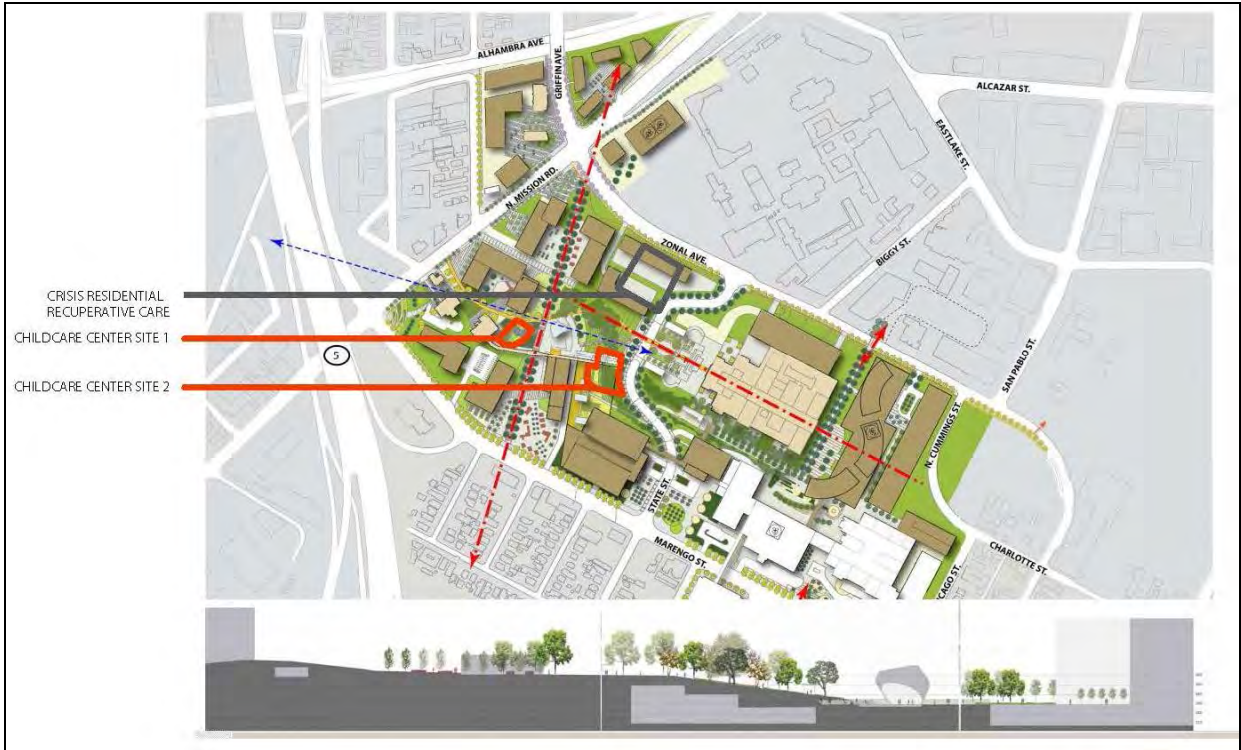 ALHAMBRA AVE
GRIFFIN AVE.
ALCAZAR ST.
EASTLAKE ST.
N. MISSION RD.
ZONAL AVE.
BIGGY ST.
CRISIS RESIDENTIAL
RECUPERATIVE CARE
CHILDCARE CENTER SITE 1
5
CHILDCARE CENTER SITE 2
SAN PABLO ST.
N. CUMMINGS ST.
STATE ST.
MARENGO ST.
CHARLOTTE ST.
CAGO ST.